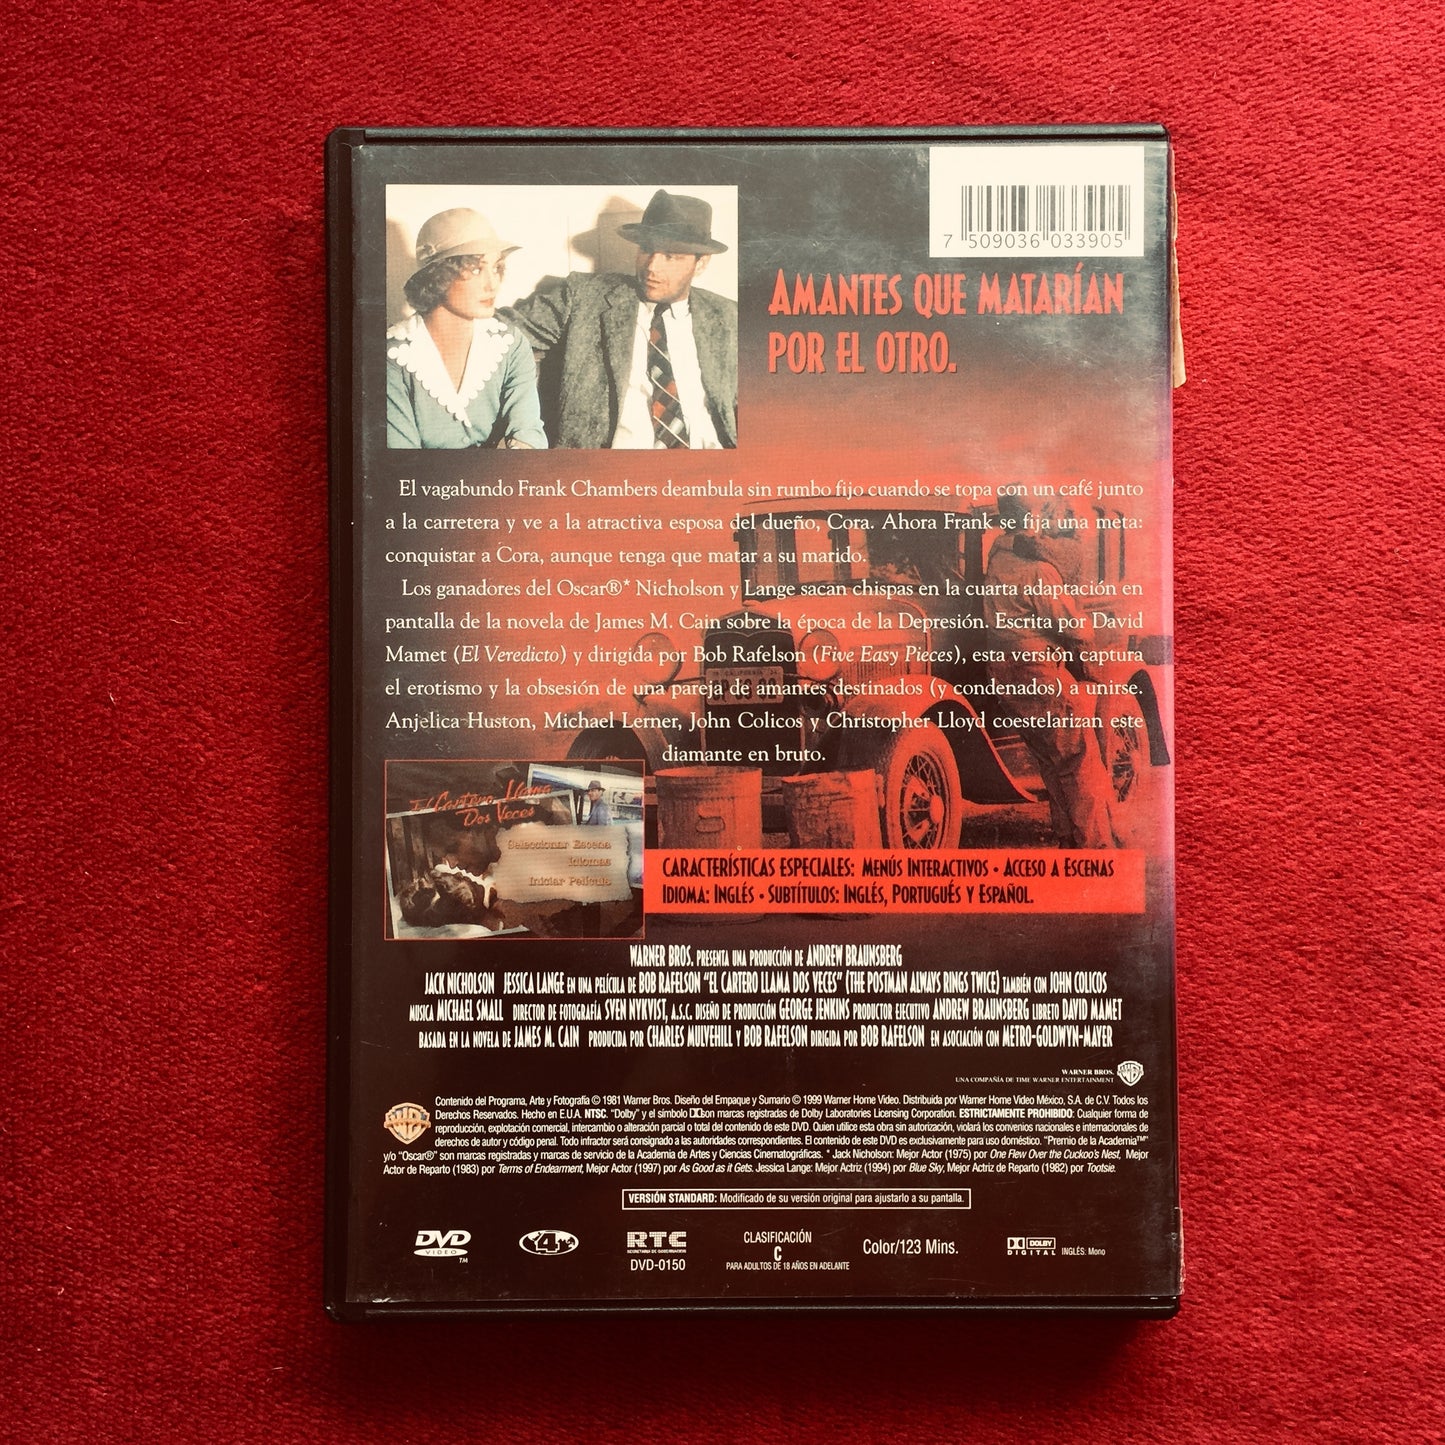 7 509036 033905
AMANTES QUE MATARÍAN
POR EL OTRO.
El vagabundo Frank Chambers deambula sin rumbo fijo cuando se topa con un café junto
a la carretera y ve a la atractiva esposa del dueño, Cora. Ahora Frank se fija una meta:
conquistar a Cora, aunque tenga que matar a su marido.
Los ganadores del Oscar®* Nicholson y Lange sacan chispas en la cuarta adaptación en
pantalla de la novela de James M. Cain sobre la época de la Depresión. Escrita por David
Mamet (El Veredicto) y dirigida por Bob Rafelson (Five Easy Pieces), esta versión captura
el erotismo y la obsesión de una pareja de amantes destinados (y condenados) a unirse.
Anjelica Huston, Michael Lerner, John Colicos y Christopher Lloyd coestelarizan este
diamante en bruto.
El Cartero Llama
Dos Veces
Seleccionar Escena
Idiomas
Iniciar Película
CARACTERÍSTICAS ESPECIALES: MENÚS INTERACTIVOS • ACCESO A ESCENAS
IDIOMA: INGLÉS • SUBTÍTULOS: INGLÉS, PORTUGUÉS Y ESPAÑOL.
WARNER BROS. PRESENTA UNA PRODUCCIÓN DE ANDREW BRAUNSBERG
JACK NICHOLSON JESSICA LANGE EN UNA PELÍCULA DE BOB RAFELSON "EL CARTERO LLAMA DOS VECES" (THE POSTMAN ALWAYS RINGS TWICE) TAMBIÉN CON JOHN COLICOS
MUSICA MICHAEL SMALL DIRECTOR DE FOTOGRAFÍA SVEN NYKVIST, A.S.C. DISEÑO DE PRODUCCIÓN GEORGE JENKINS PRODUCTOR EJECUTIVO ANDREW BRAUNSBERG LIBRETO DAVID MAMET
BASADA EN LA NOVELA DE JAMES M. CAIN PRODUCIDA POR CHARLES MULVEHILL Y BOB RAFELSON DIRIGIDA POR BOB RAFELSON EN ASOCIACIÓN CON METRO-GOLDWYN-MAYER
WARNER BROS.
UNA COMPAÑÍA DE TIME WARNER ENTERTAINMENT
Contenido del Programa, Arte y Fotografía © 1981 Warner Bros. Diseño del Empaque y Sumario © 1999 Warner Home Video. Distribuida por Warner Home Video México, S.A. de C.V. Todos los
Derechos Reservados. Hecho en E.U.A. NTSC. "Dolby" y el símbolo DD son marcas registradas de Dolby Laboratories Licensing Corporation. ESTRICTAMENTE PROHIBIDO: Cualquier forma de
reproducción, explotación comercial, intercambio o alteración parcial o total del contenido de este DVD. Quien utilice esta obra sin autorización, violará los convenios nacionales e internacionales de
derechos de autor y código penal. Todo infractor será consignado a las autoridades correspondientes. El contenido de este DVD es exclusivamente para uso doméstico. "Premio de la Academia™"
y/o "Oscar®" son marcas registradas y marcas de servicio de la Academia de Artes y Ciencias Cinematográficas. * Jack Nicholson: Mejor Actor (1975) por One Flew Over the Cuckoo's Nest, Mejor
Actor de Reparto (1983) por Terms of Endearment, Mejor Actor (1997) por As Good as it Gets. Jessica Lange: Mejor Actriz (1994) por Blue Sky, Mejor Actriz de Reparto (1982) por Tootsie.
VERSIÓN STANDARD: Modificado de su versión original para ajustarlo a su pantalla.
DVD VIDEO ™
4
RTC
SECRETARIA DE GOBERNACION
DVD-0150
CLASIFICACIÓN
C
PARA ADULTOS DE 18 AÑOS EN ADELANTE
Color/123 Mins.
DOLBY DIGITAL INGLÉS: Mono